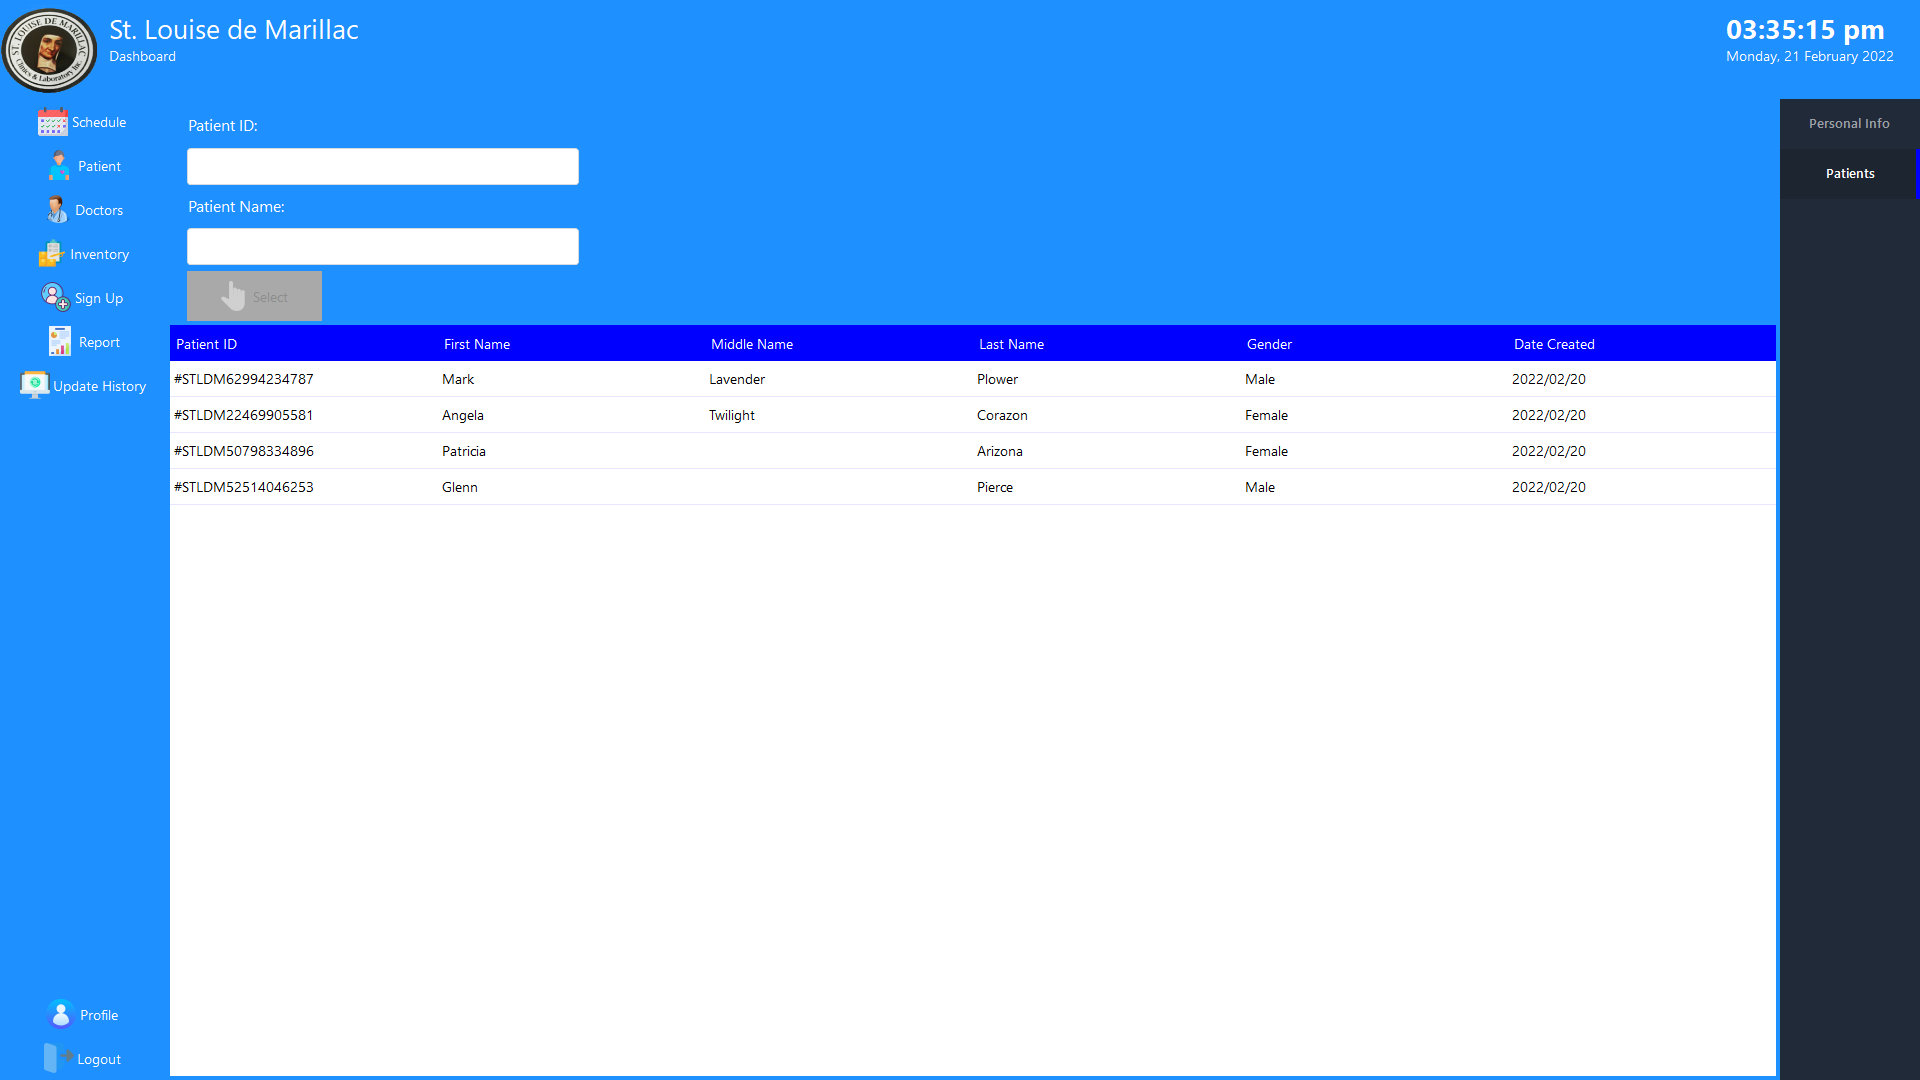 ST. LOUISE DE MARILLAC
Clinics & Laboratory Inc.
St. Louise de Marillac
Dashboard
03:35:15 pm
Monday, 21 February 2022
Schedule
Patient
Doctors
Inventory
Sign Up
Report
Update History
Profile
Logout
Patient ID:
Patient Name:
Select
Patient ID First Name Middle Name Last Name Gender Date Created
#STLDM62994234787 Mark Lavender Plower Male 2022/02/20
#STLDM22469905581 Angela Twilight Corazon Female 2022/02/20
#STLDM50798334896 Patricia Arizona Female 2022/02/20
#STLDM52514046253 Glenn Pierce Male 2022/02/20
Personal Info
Patients